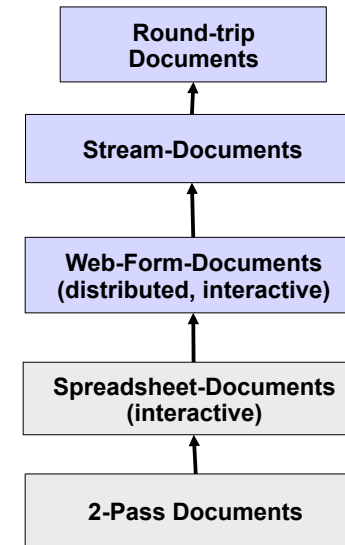 Round-trip
Documents
Stream-Documents
Web-Form-Documents
(distributed, interactive)
Spreadsheet-Documents
(interactive)
2-Pass Documents